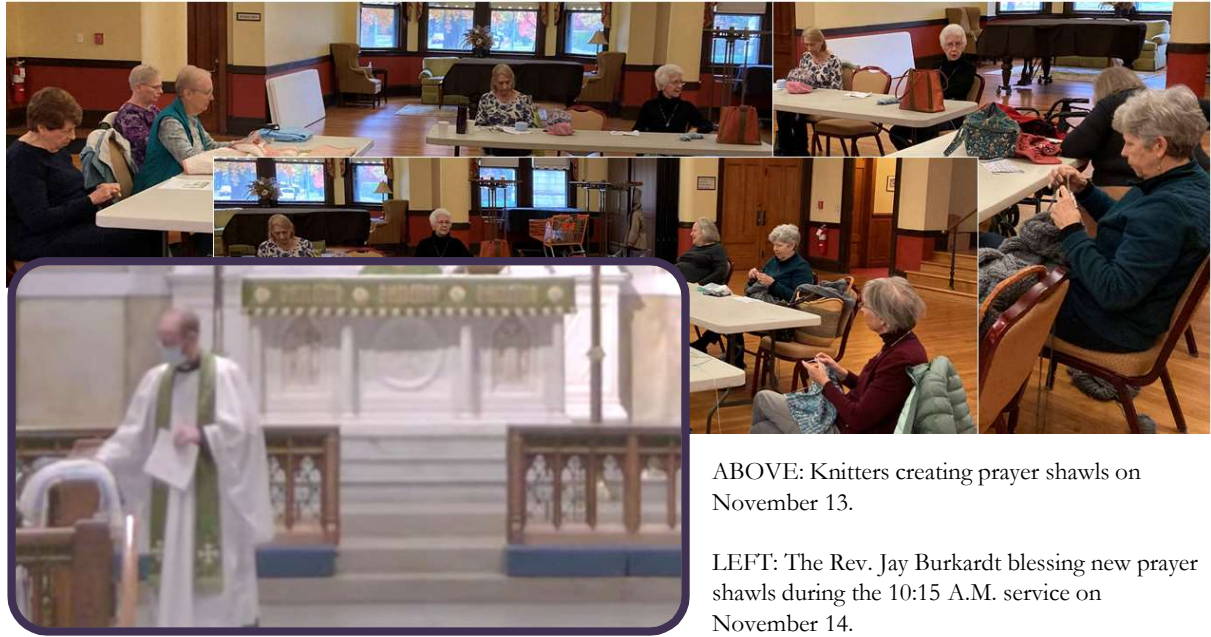 ABOVE: Knitters creating prayer shawls on
November 13.
LEFT: The Rev. Jay Burkardt blessing new prayer
shawls during the 10:15 A.M. service on
November 14.